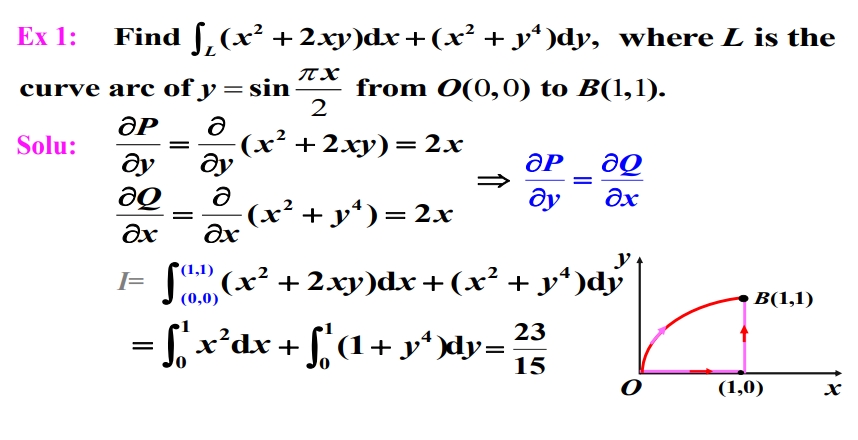 Ex 1: Find ∫_L (x² + 2xy)dx + (x² + y⁴)dy, where L is the
curve arc of y = sin πx/2 from O(0,0) to B(1,1).
Solu: ∂P/∂y = ∂/∂y (x² + 2xy) = 2x
∂Q/∂x = ∂/∂x (x² + y⁴) = 2x
⇒ ∂P/∂y = ∂Q/∂x
I= ∫_(0,0)^(1,1) (x² + 2xy)dx + (x² + y⁴)dy
= ∫_0^1 x²dx + ∫_0^1 (1 + y⁴)dy = 23/15
y
B(1,1)
O (1,0) x